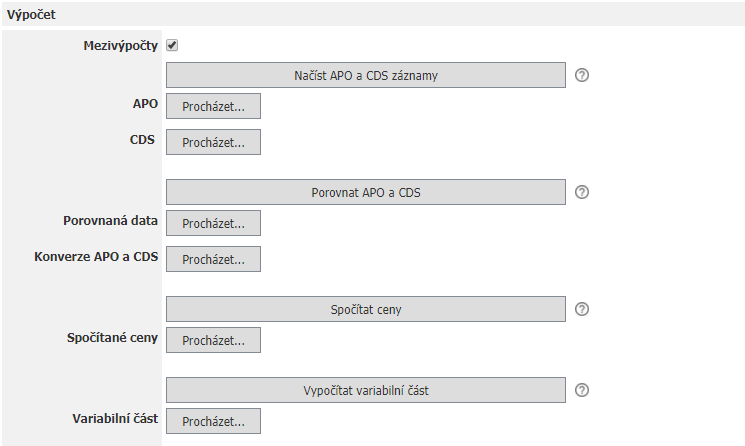 Výpočet
Mezivýpočty
Načíst APO a CDS záznamy
APO Procházet...
CDS Procházet...
Porovnat APO a CDS
Porovnaná data Procházet...
Konverze APO a CDS Procházet...
Spočítat ceny
Spočítané ceny Procházet...
Vypočítat variabilní část
Variabilní část Procházet...